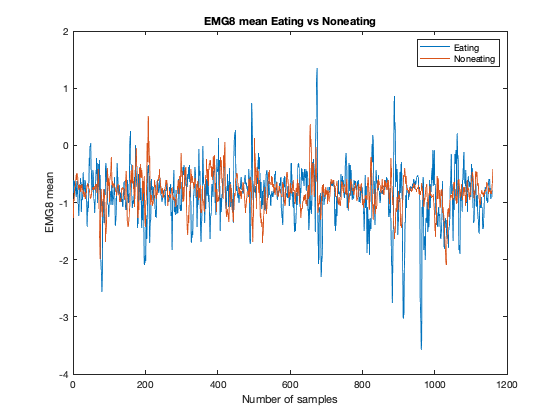 EMG8 mean Eating vs Noneating
Eating
Noneating
EMG8 mean
2
1
0
-1
-2
-3
-4
0
200
400
600
800
1000
1200
Number of samples